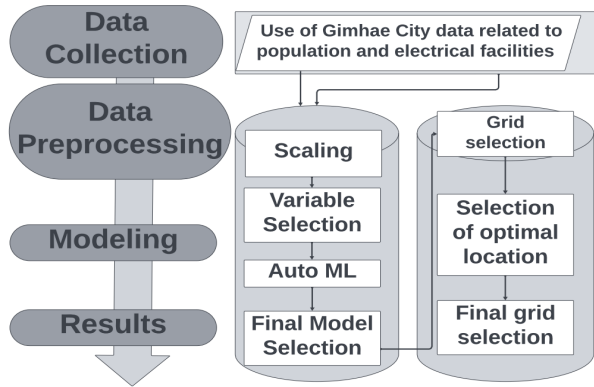 Data
Collection
Data
Preprocessing
Modeling
Results
Use of Gimhae City data related to
population and electrical facilities
Scaling
Variable
Selection
Auto ML
Final Model
Selection
Grid
selection
Selection
of optimal
location
Final grid
selection